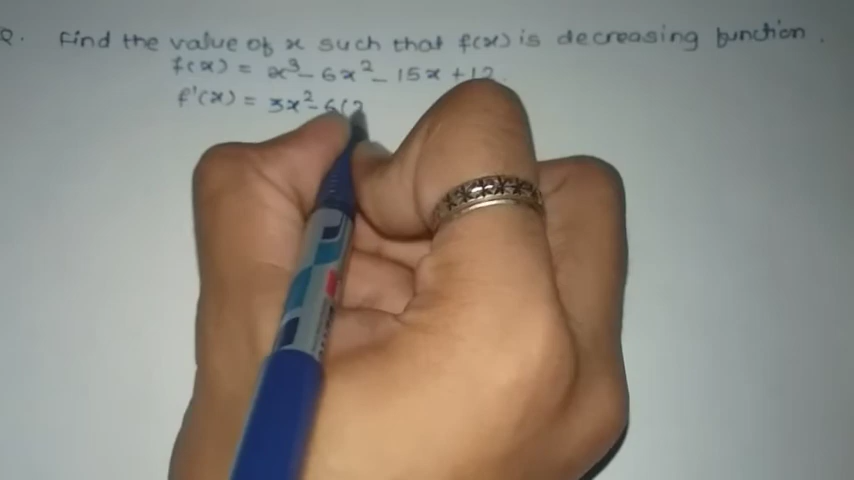 Q. Find the value of x such that f(x) is decreasing function.
f(x) = x³ - 6x² - 15x + 12.
f'(x) = 3x² - 6(2